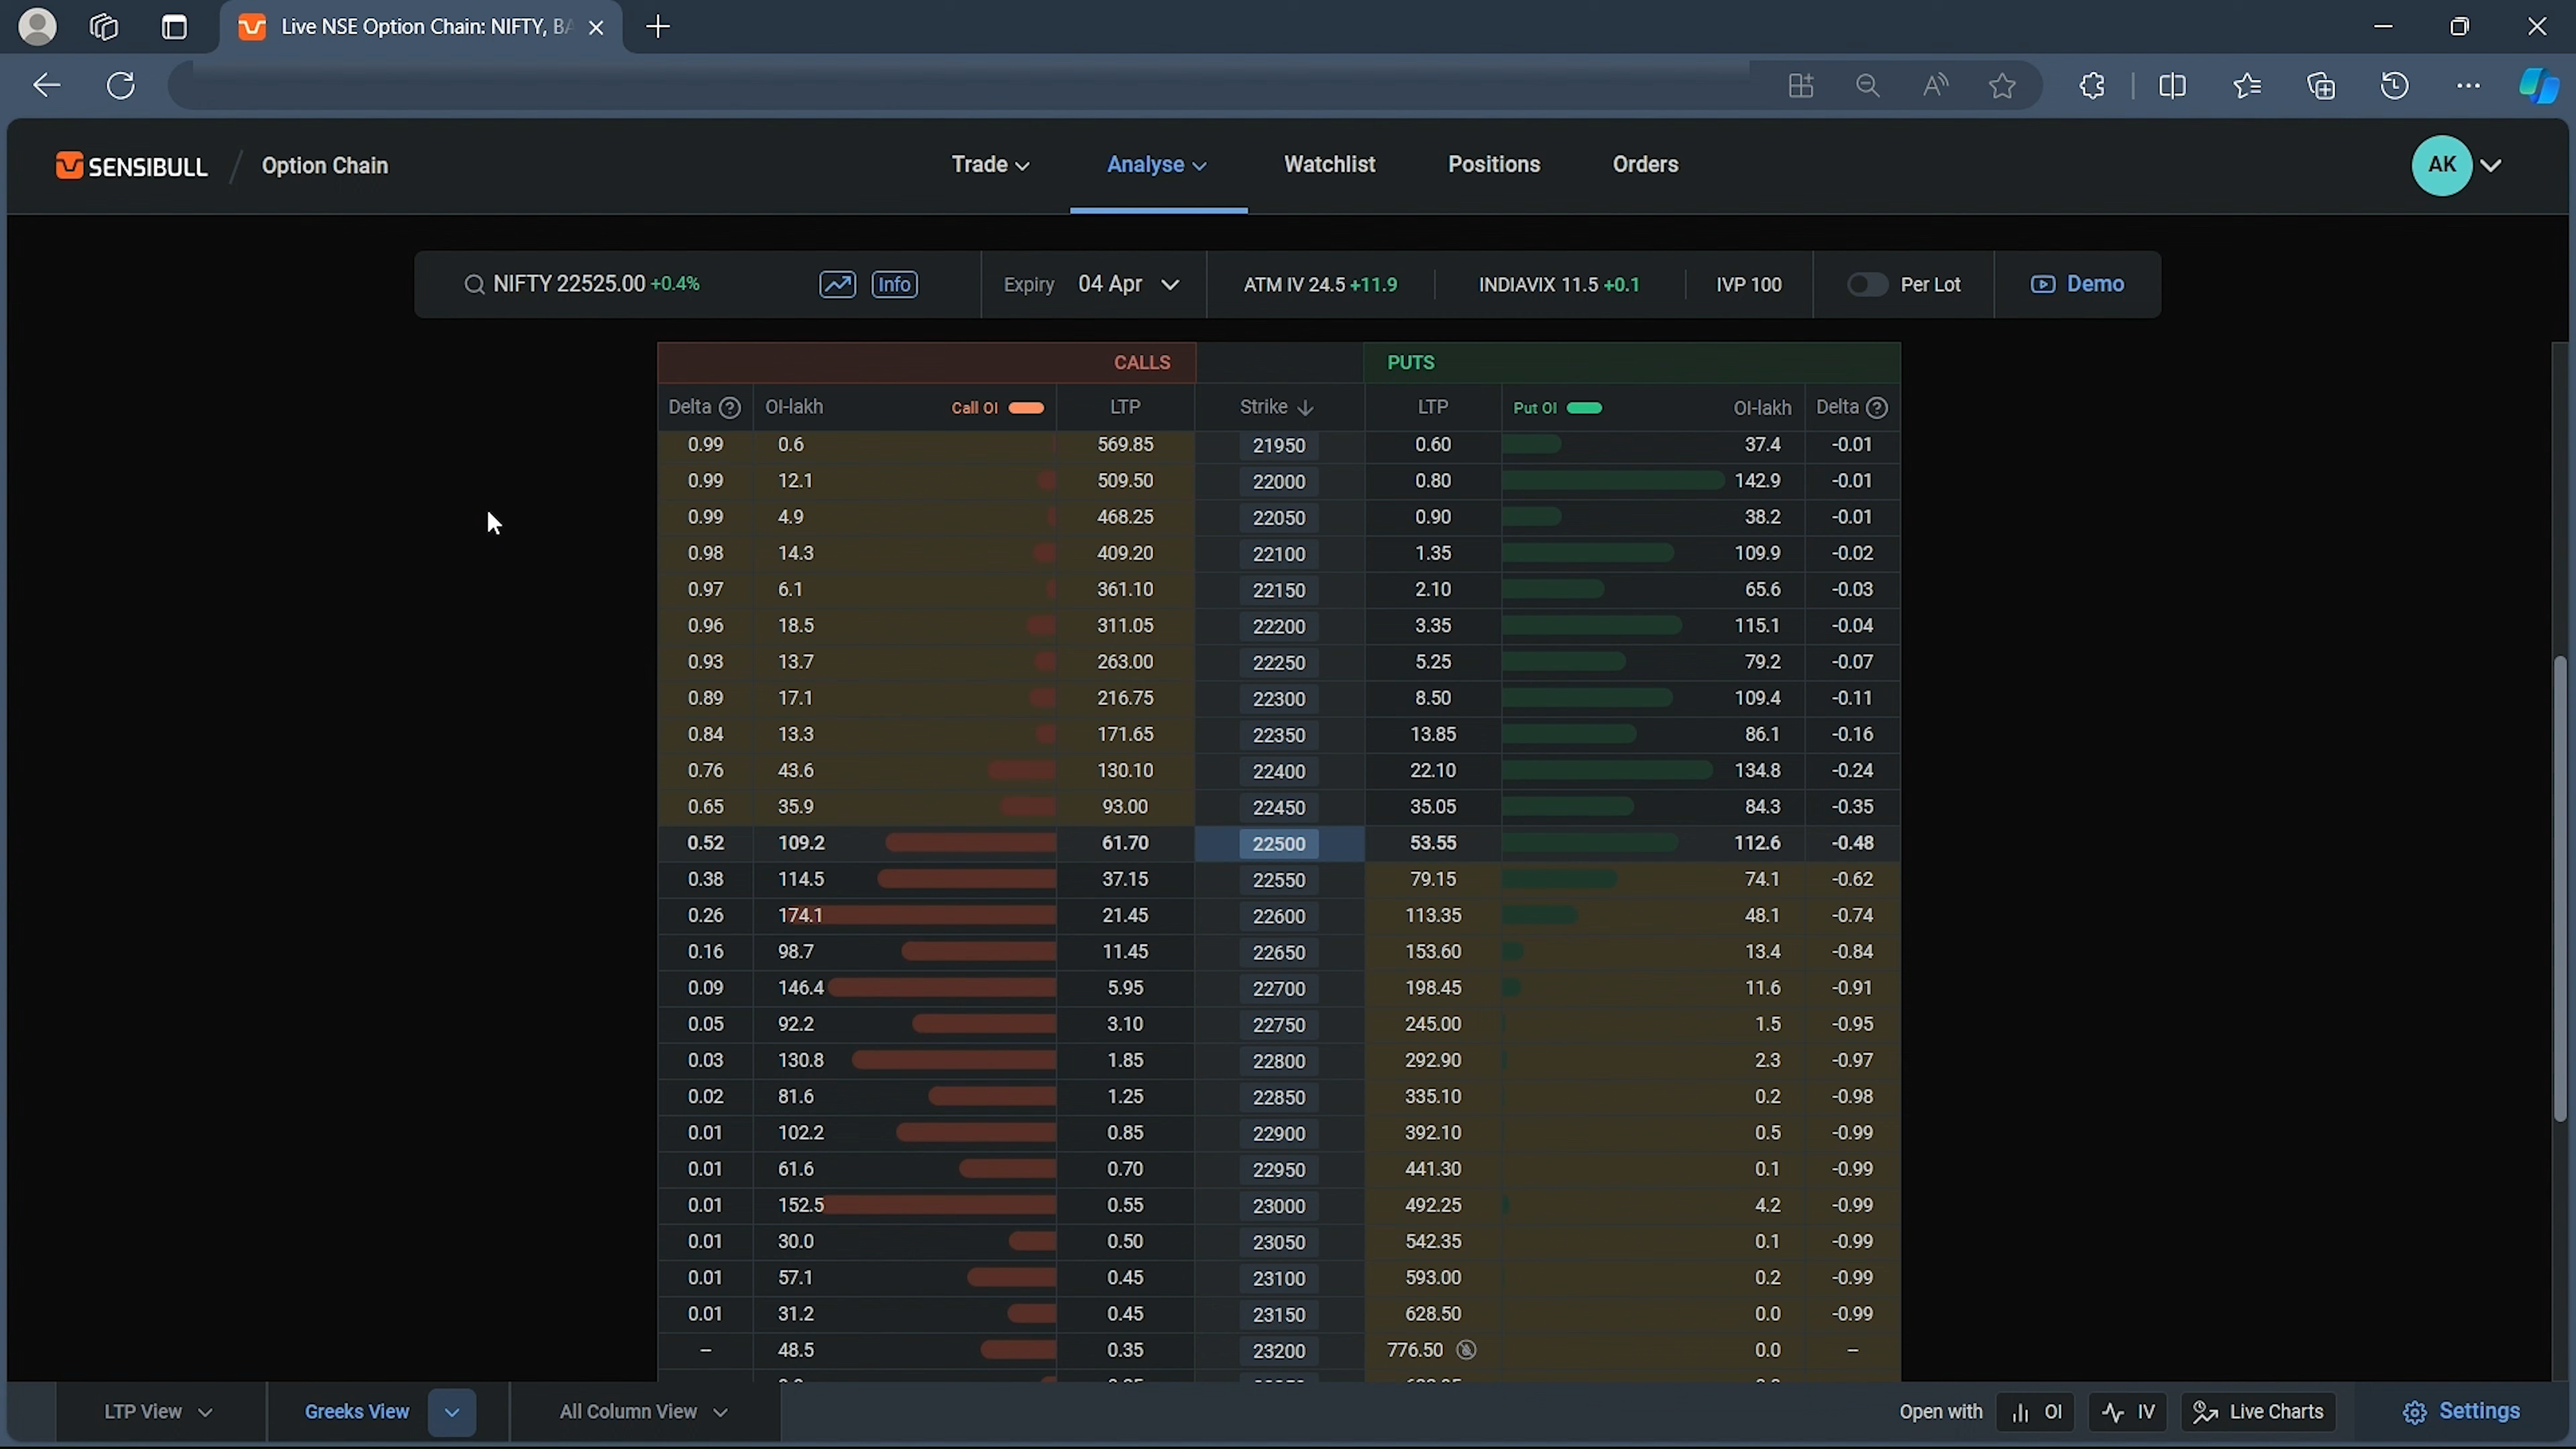 Live NSE Option Chain: NIFTY, BA
SENSIBULL / Option Chain
Trade Analyse Watchlist Positions Orders
AK
NIFTY 22525.00 +0.4% Info Expiry 04 Apr ATM IV 24.5 +11.9 INDIAVIX 11.5 +0.1 IVP 100 Per Lot Demo
CALLS PUTS
Delta OI-lakh Call OI LTP Strike LTP Put OI OI-lakh Delta
0.99 0.6 569.85 21950 0.60 37.4 -0.01
0.99 12.1 509.50 22000 0.80 142.9 -0.01
0.99 4.9 468.25 22050 0.90 38.2 -0.01
0.98 14.3 409.20 22100 1.35 109.9 -0.02
0.97 6.1 361.10 22150 2.10 65.6 -0.03
0.96 18.5 311.05 22200 3.35 115.1 -0.04
0.93 13.7 263.00 22250 5.25 79.2 -0.07
0.89 17.1 216.75 22300 8.50 109.4 -0.11
0.84 13.3 171.65 22350 13.85 86.1 -0.16
0.76 43.6 130.10 22400 22.10 134.8 -0.24
0.65 35.9 93.00 22450 35.05 84.3 -0.35
0.52 109.2 61.70 22500 53.55 112.6 -0.48
0.38 114.5 37.15 22550 79.15 74.1 -0.62
0.26 174.1 21.45 22600 113.35 48.1 -0.74
0.16 98.7 11.45 22650 153.60 13.4 -0.84
0.09 146.4 5.95 22700 198.45 11.6 -0.91
0.05 92.2 3.10 22750 245.00 1.5 -0.95
0.03 130.8 1.85 22800 292.90 2.3 -0.97
0.02 81.6 1.25 22850 335.10 0.2 -0.98
0.01 102.2 0.85 22900 392.10 0.5 -0.99
0.01 61.6 0.70 22950 441.30 0.1 -0.99
0.01 152.5 0.55 23000 492.25 4.2 -0.99
0.01 30.0 0.50 23050 542.35 0.1 -0.99
0.01 57.1 0.45 23100 593.00 0.2 -0.99
0.01 31.2 0.45 23150 628.50 0.0 -0.99
– 48.5 0.35 23200 776.50 0.0 –
LTP View Greeks View All Column View Open with OI IV Live Charts Settings